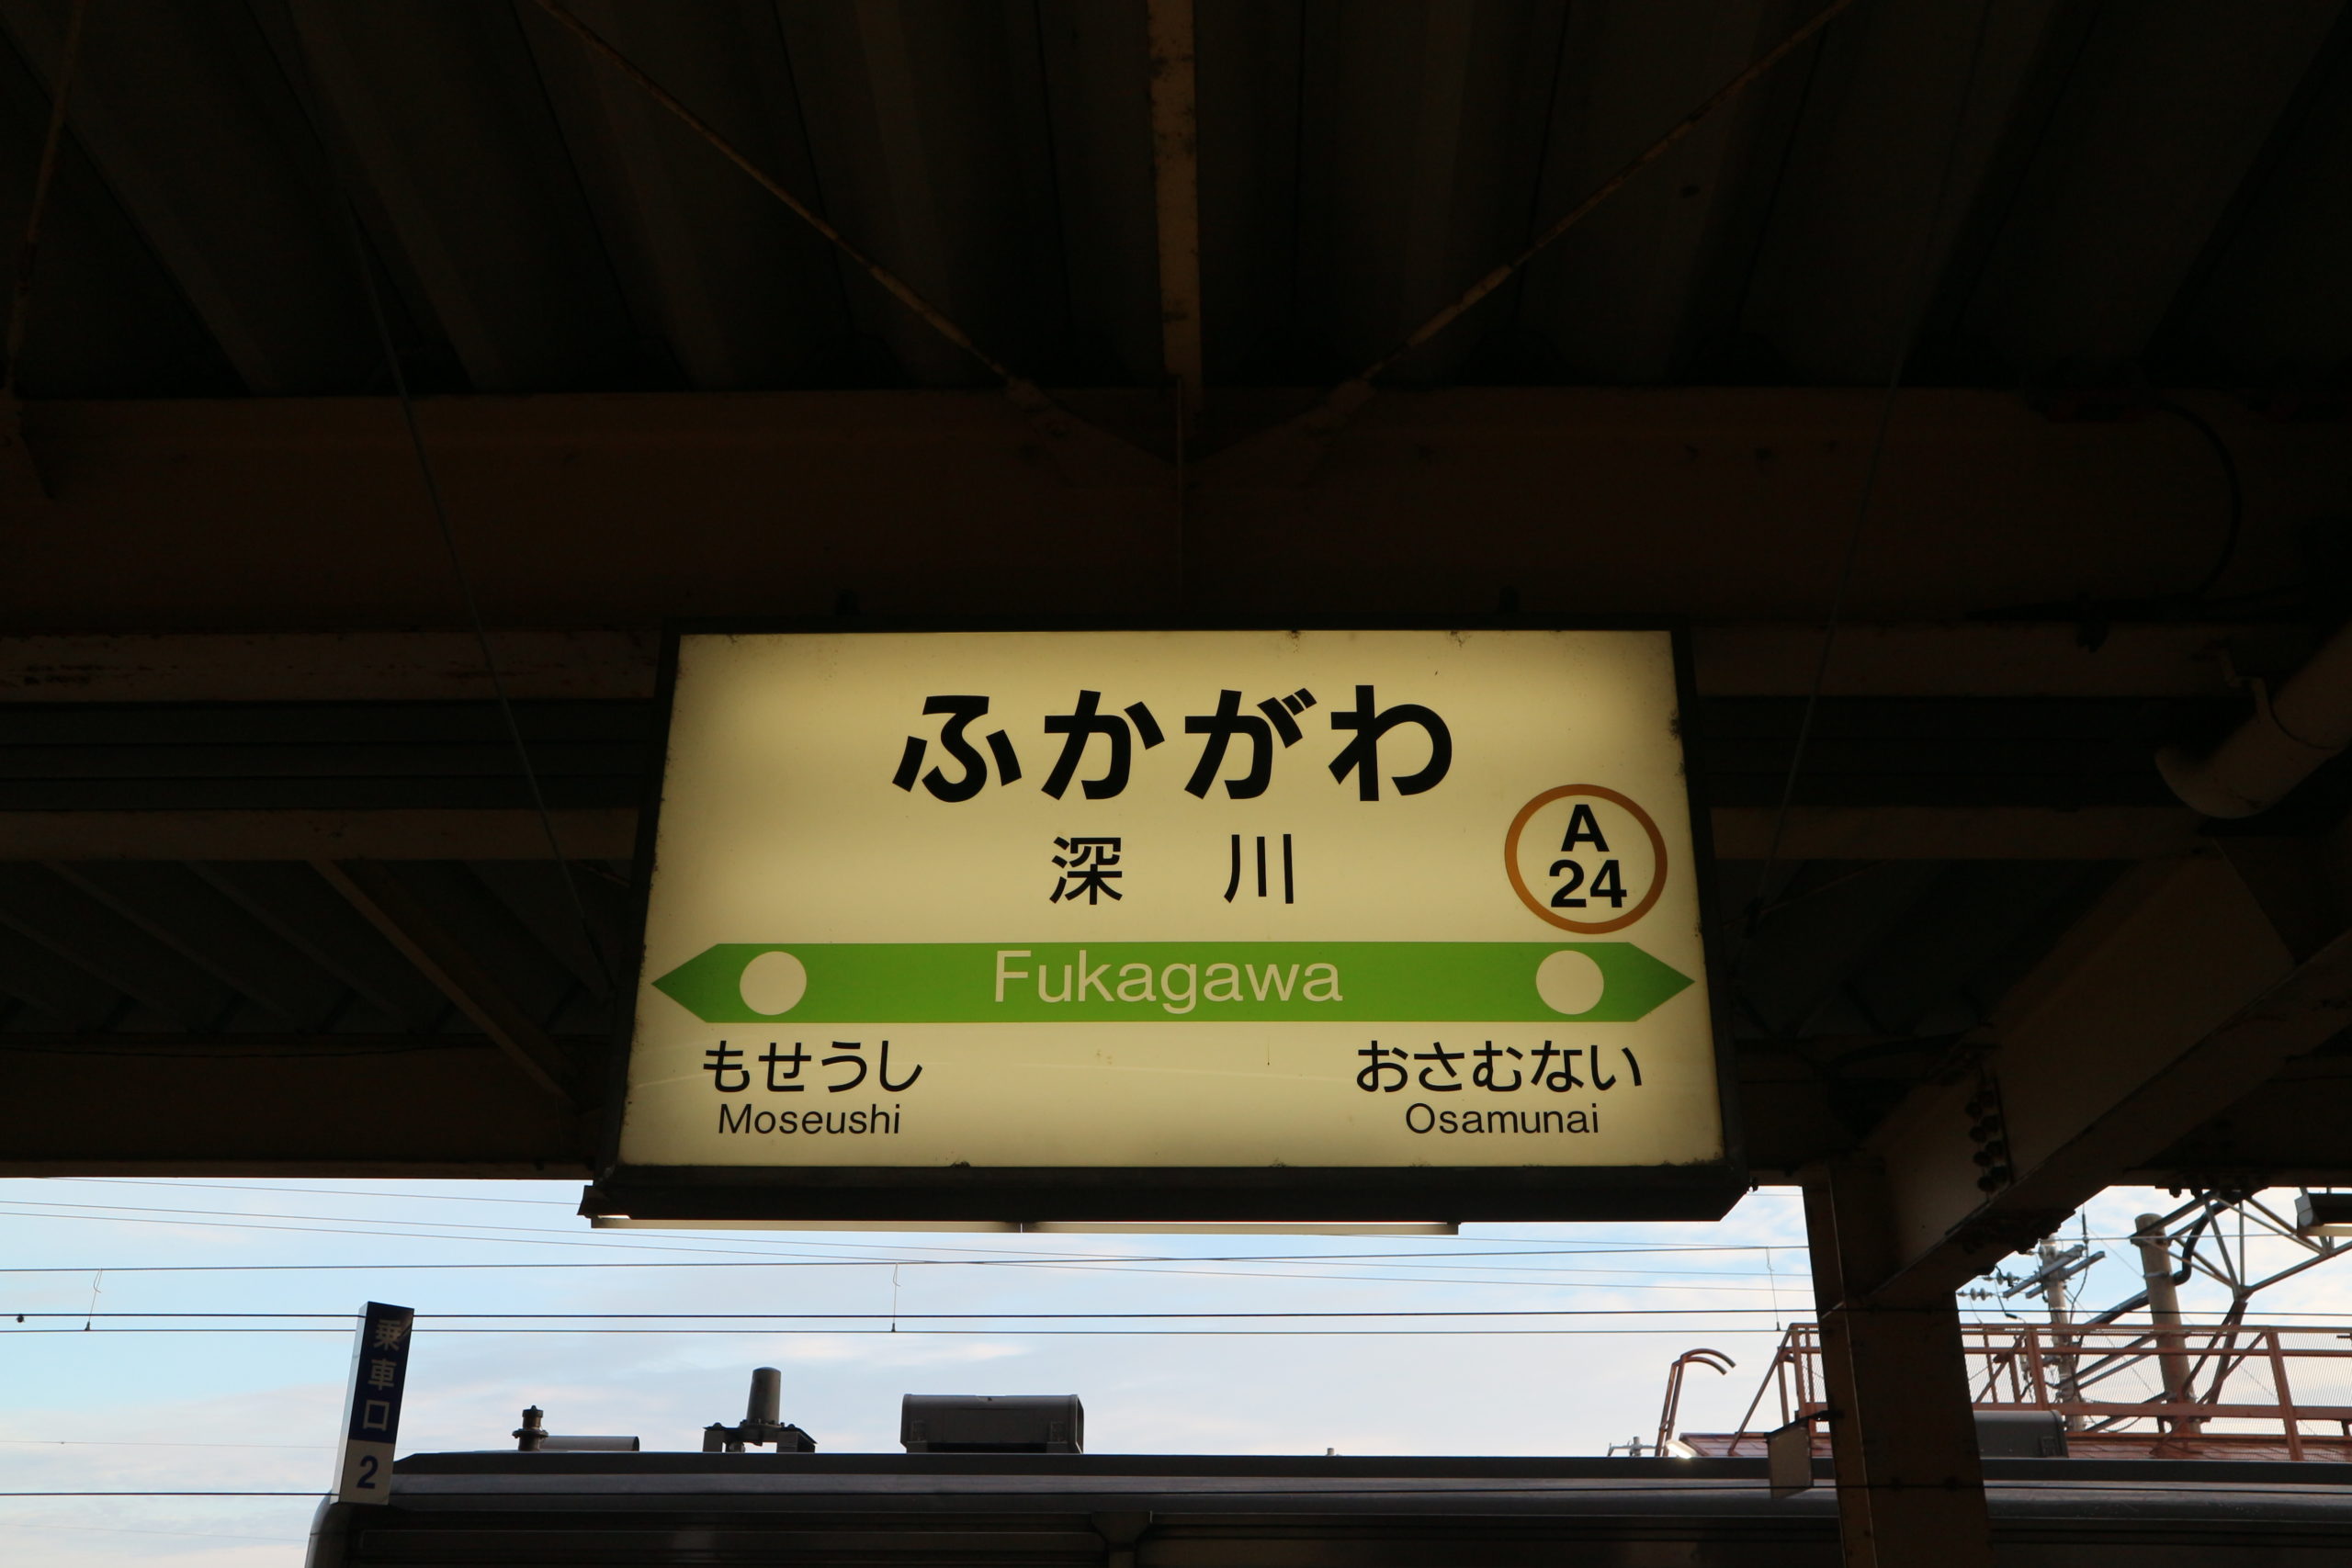 ふかがわ
深川
A
24
Fukagawa
もせうし
Moseushi
おさむない
Osamunai
乗車口
2